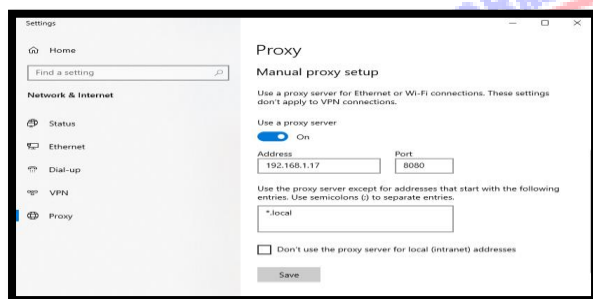 Settings
Home
Find a setting
Network & Internet
Status
Ethernet
Dial-up
VPN
Proxy
Proxy
Manual proxy setup
Use a proxy server for Ethernet or Wi-Fi connections. These settings
don't apply to VPN connections.
Use a proxy server
On
Address Port
192.168.1.17 8080
Use the proxy server except for addresses that start with the following
entries. Use semicolons (;) to separate entries.
*.local
Don't use the proxy server for local (intranet) addresses
Save